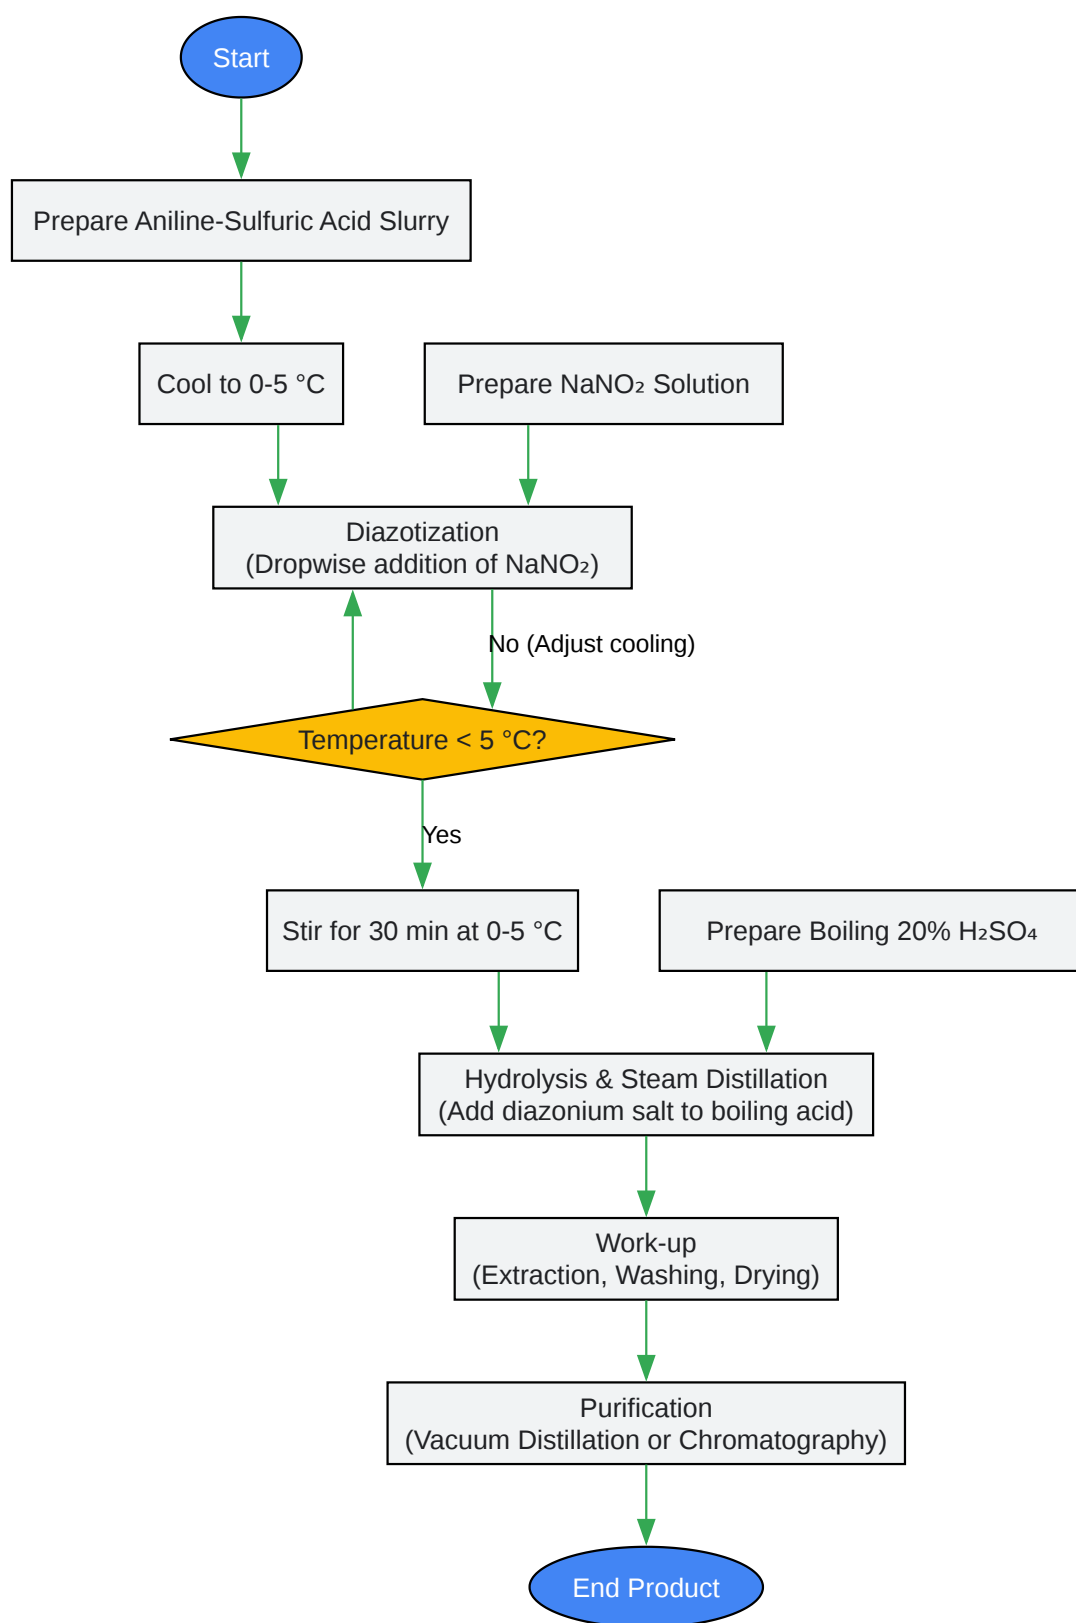 Start
Prepare Aniline-Sulfuric Acid Slurry
Cool to 0-5 °C
Prepare NaNO₂ Solution
Diazotization
(Dropwise addition of NaNO₂)
No (Adjust cooling)
Temperature < 5 °C?
Yes
Stir for 30 min at 0-5 °C
Prepare Boiling 20% H₂SO₄
Hydrolysis & Steam Distillation
(Add diazonium salt to boiling acid)
Work-up
(Extraction, Washing, Drying)
Purification
(Vacuum Distillation or Chromatography)
End Product